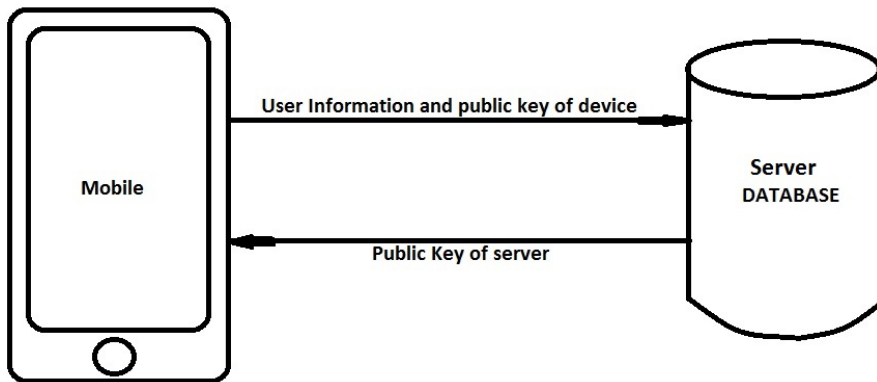 User Information and public key of device
Mobile
Server
DATABASE
Public Key of server